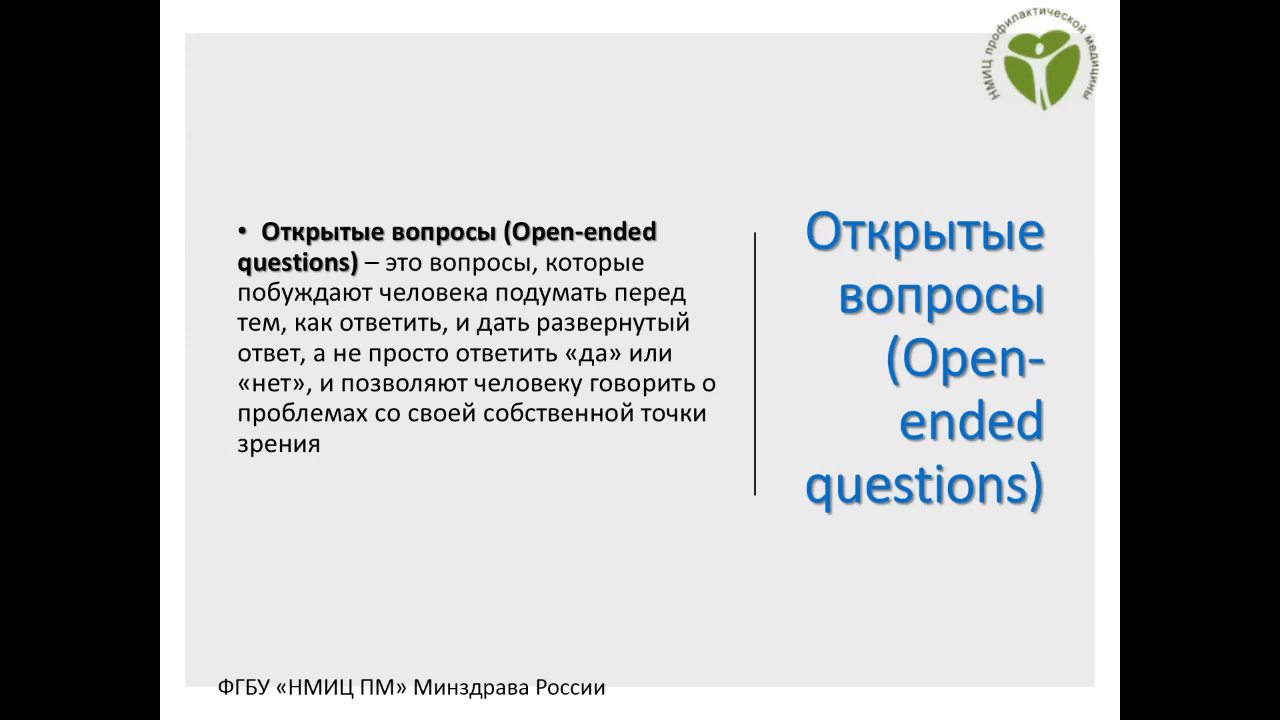 НМИЦ профилактической медицины
• Открытые вопросы (Open-ended
questions) – это вопросы, которые
побуждают человека подумать перед
тем, как ответить, и дать развернутый
ответ, а не просто ответить «да» или
«нет», и позволяют человеку говорить о
проблемах со своей собственной точки
зрения
Открытые
вопросы
(Open-
ended
questions)
ФГБУ «НМИЦ ПМ» Минздрава России